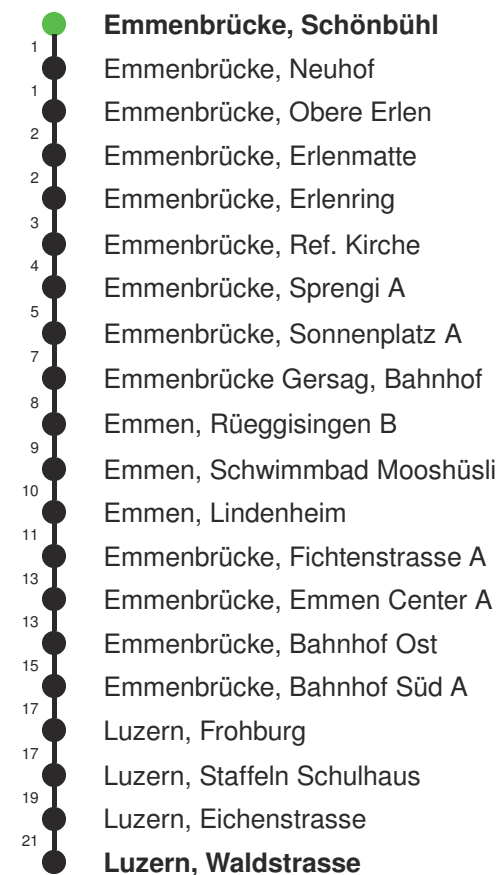 Emmenbrücke, Schönbühl
1
Emmenbrücke, Neuhof
1
Emmenbrücke, Obere Erlen
2
Emmenbrücke, Erlenmatte
2
Emmenbrücke, Erlenring
3
Emmenbrücke, Ref. Kirche
4
Emmenbrücke, Sprengi A
5
Emmenbrücke, Sonnenplatz A
7
Emmenbrücke Gersag, Bahnhof
8
Emmen, Rüeggisingen B
9
Emmen, Schwimmbad Mooshüsli
10
Emmen, Lindenheim
11
Emmenbrücke, Fichtenstrasse A
13
Emmenbrücke, Emmen Center A
13
Emmenbrücke, Bahnhof Ost
15
Emmenbrücke, Bahnhof Süd A
17
Luzern, Frohburg
17
Luzern, Staffeln Schulhaus
19
Luzern, Eichenstrasse
21
Luzern, Waldstrasse